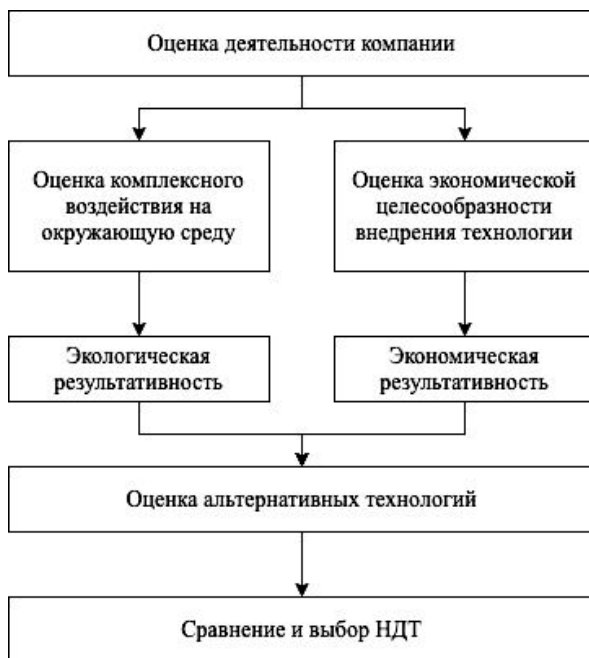 Оценка деятельности компании
Оценка комплексного
воздействия на
окружающую среду
Оценка экономической
целесообразности
внедрения технологии
Экологическая
результативность
Экономическая
результативность
Оценка альтернативных технологий
Сравнение и выбор НДТ